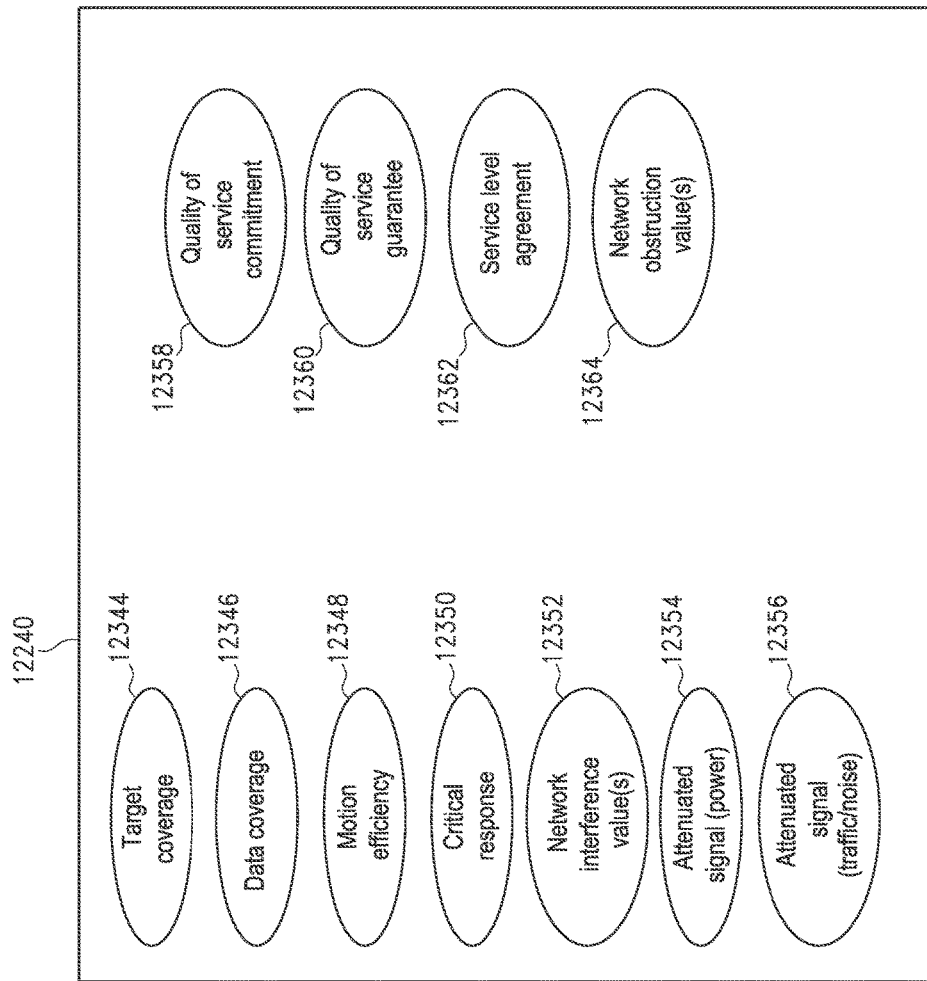 12240
Target
coverage
12344
Data coverage
12346
Motion
efficiency
12348
Critical
response
12350
Network
interference
value(s)
12352
Attenuated
signal (power)
12354
Attenuated
signal
(traffic/noise)
12356
Quality of
service
commitment
12358
Quality of
service
guarantee
12360
Service level
agreement
12362
Network
obstruction
value(s)
12364